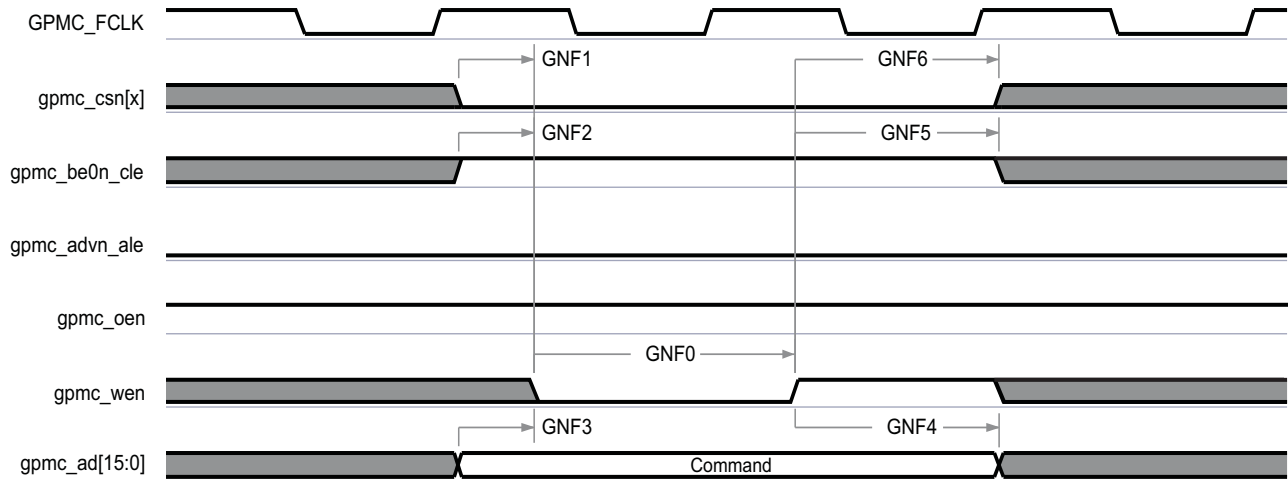 GPMC_FCLK
GNF1
GNF6
gpmc_csn[x]
GNF2
GNF5
gpmc_be0n_cle
gpmc_advn_ale
gpmc_oen
GNF0
gpmc_wen
GNF3
GNF4
gpmc_ad[15:0]
Command